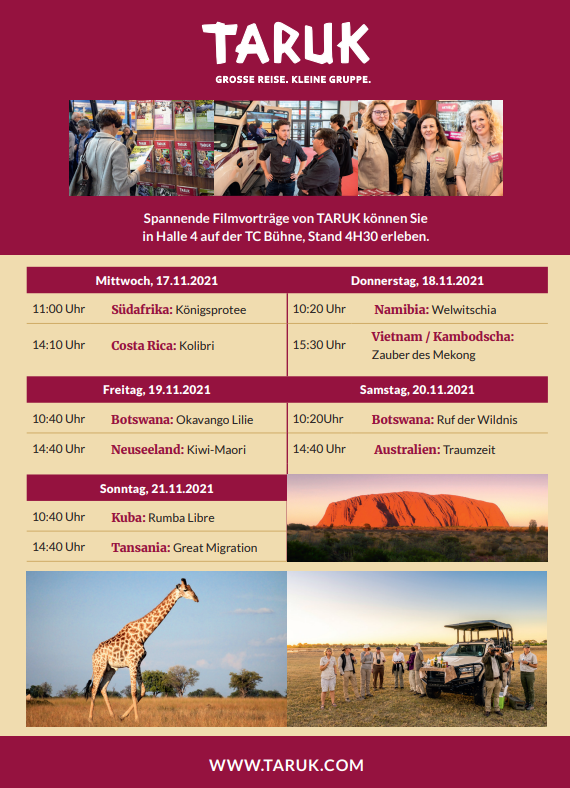 TARUK
GROSSE REISE. KLEINE GRUPPE.
Spannende Filmvorträge von TARUK können Sie
in Halle 4 auf der TC Bühne, Stand 4H30 erleben.
Mittwoch, 17.11.2021
11:00 Uhr Südafrika: Königsprotee
14:10 Uhr Costa Rica: Kolibri
Donnerstag, 18.11.2021
10:20 Uhr Namibia: Welwitschia
15:30 Uhr Vietnam / Kambodscha:
Zauber des Mekong
Freitag, 19.11.2021
10:40 Uhr Botswana: Okavango Lilie
14:40 Uhr Neuseeland: Kiwi-Maori
Samstag, 20.11.2021
10:20Uhr Botswana: Ruf der Wildnis
14:40 Uhr Australien: Traumzeit
Sonntag, 21.11.2021
10:40 Uhr Kuba: Rumba Libre
14:40 Uhr Tansania: Great Migration
WWW.TARUK.COM